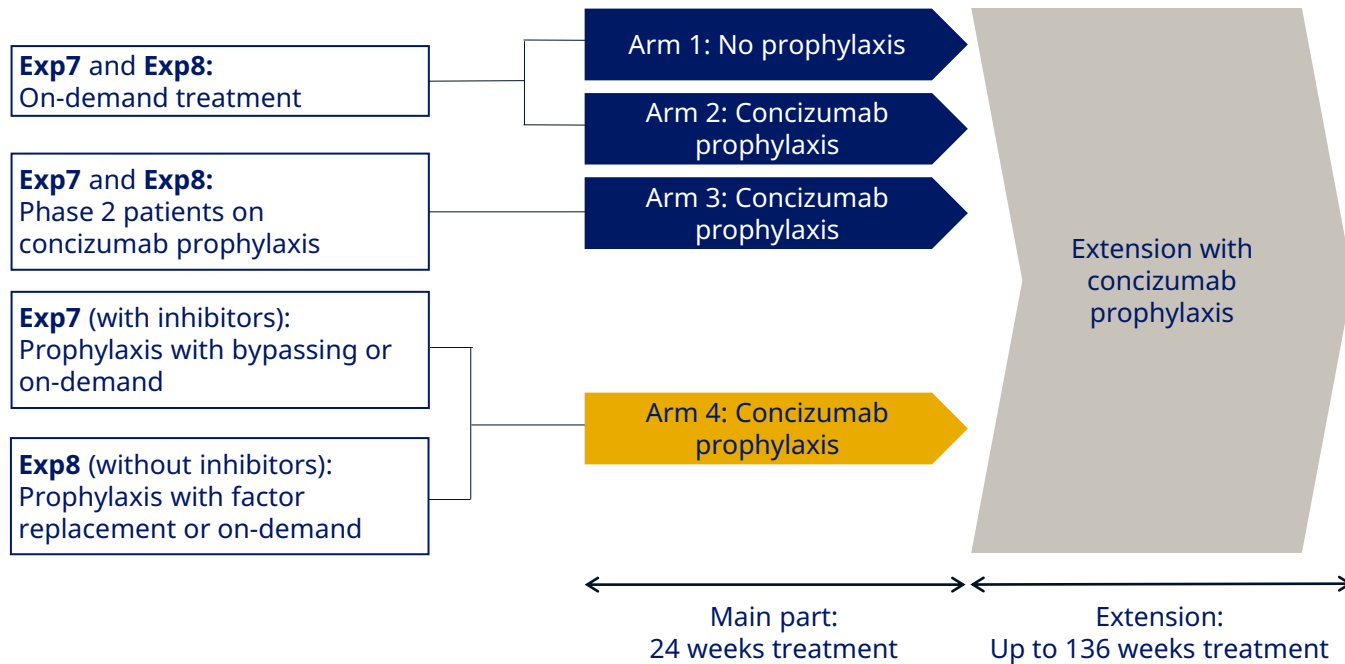 Exp7 and Exp8:
On-demand treatment
Exp7 and Exp8:
Phase 2 patients on
concizumab prophylaxis
Exp7 (with inhibitors):
Prophylaxis with bypassing or
on-demand
Exp8 (without inhibitors):
Prophylaxis with factor
replacement or on-demand
Arm 1: No prophylaxis
Arm 2: Concizumab
prophylaxis
Arm 3: Concizumab
prophylaxis
Arm 4: Concizumab
prophylaxis
Extension with
concizumab
prophylaxis
Main part:
24 weeks treatment
Extension:
Up to 136 weeks treatment